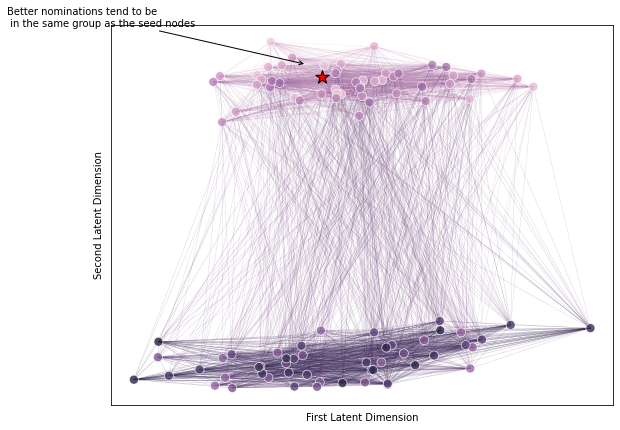 Better nominations tend to be
in the same group as the seed nodes
Second Latent Dimension
First Latent Dimension